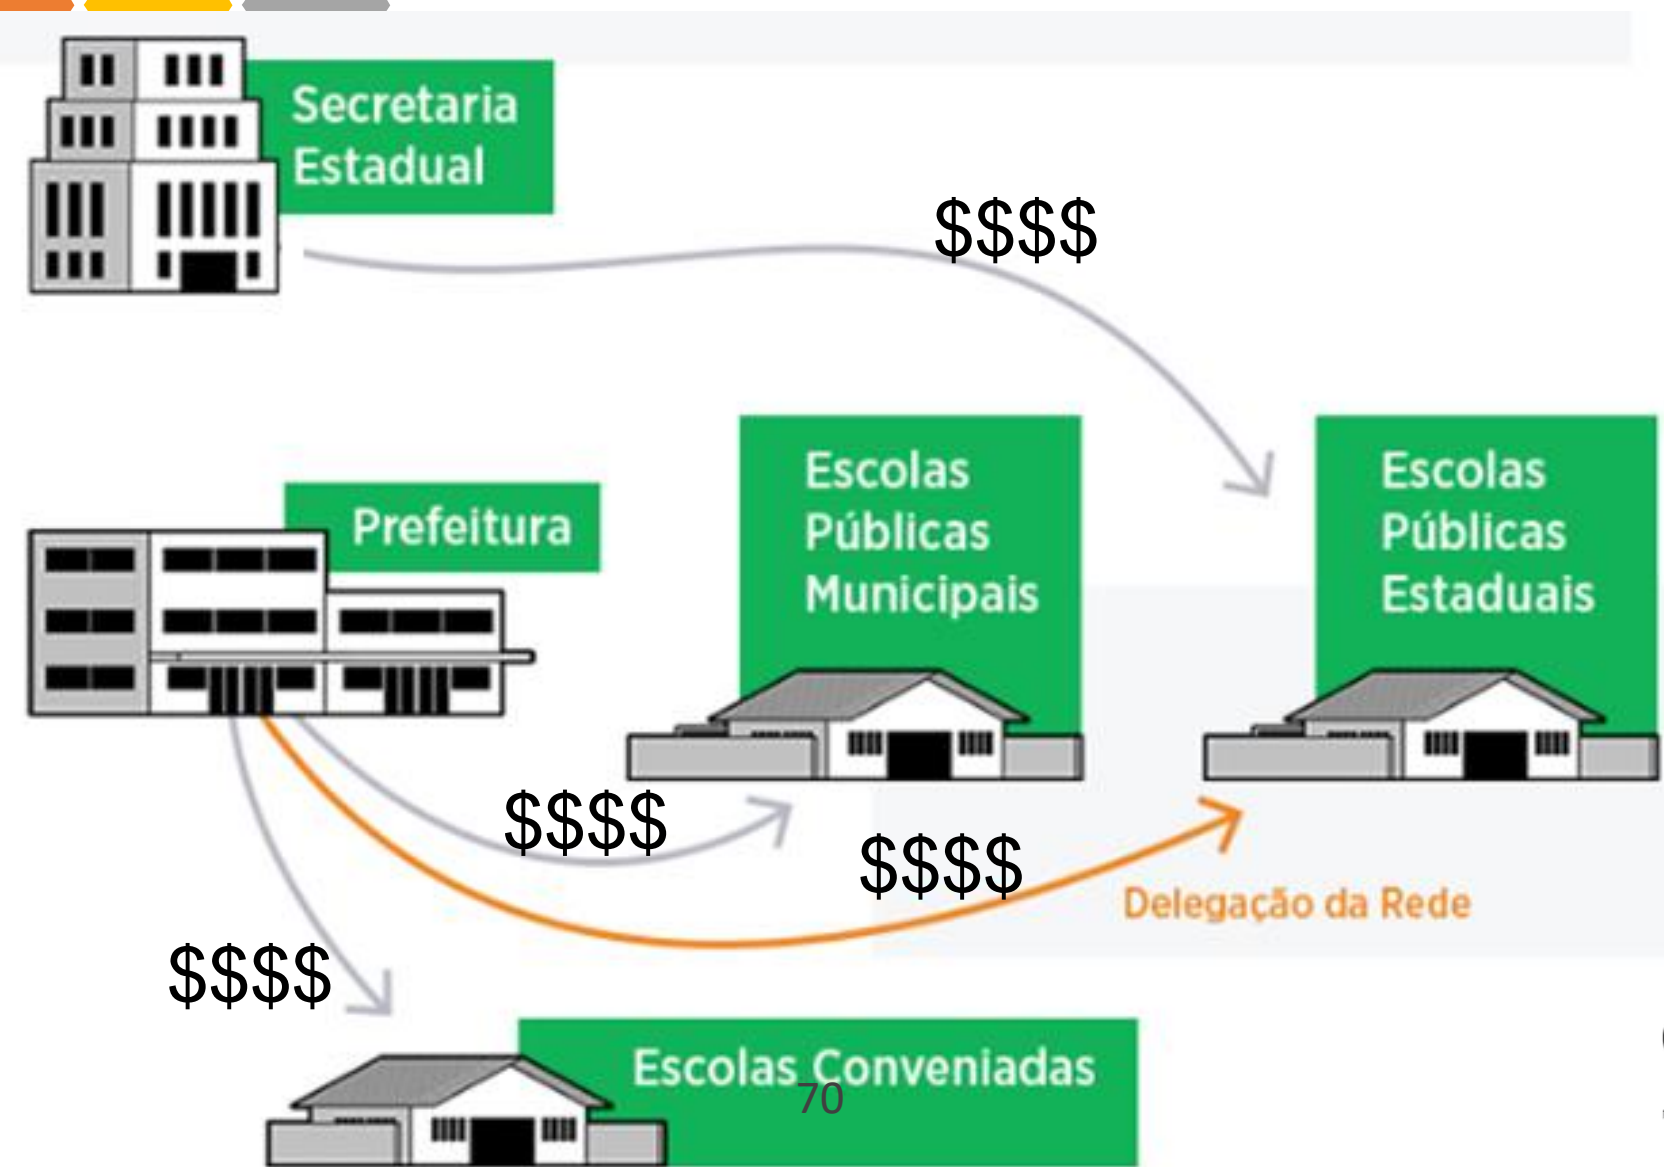 Secretaria
Estadual
$$$$
Prefeitura
Escolas
Públicas
Municipais
Escolas
Públicas
Estaduais
$$$$
$$$$
Delegação da Rede
$$$$
Escolas Conveniadas
70